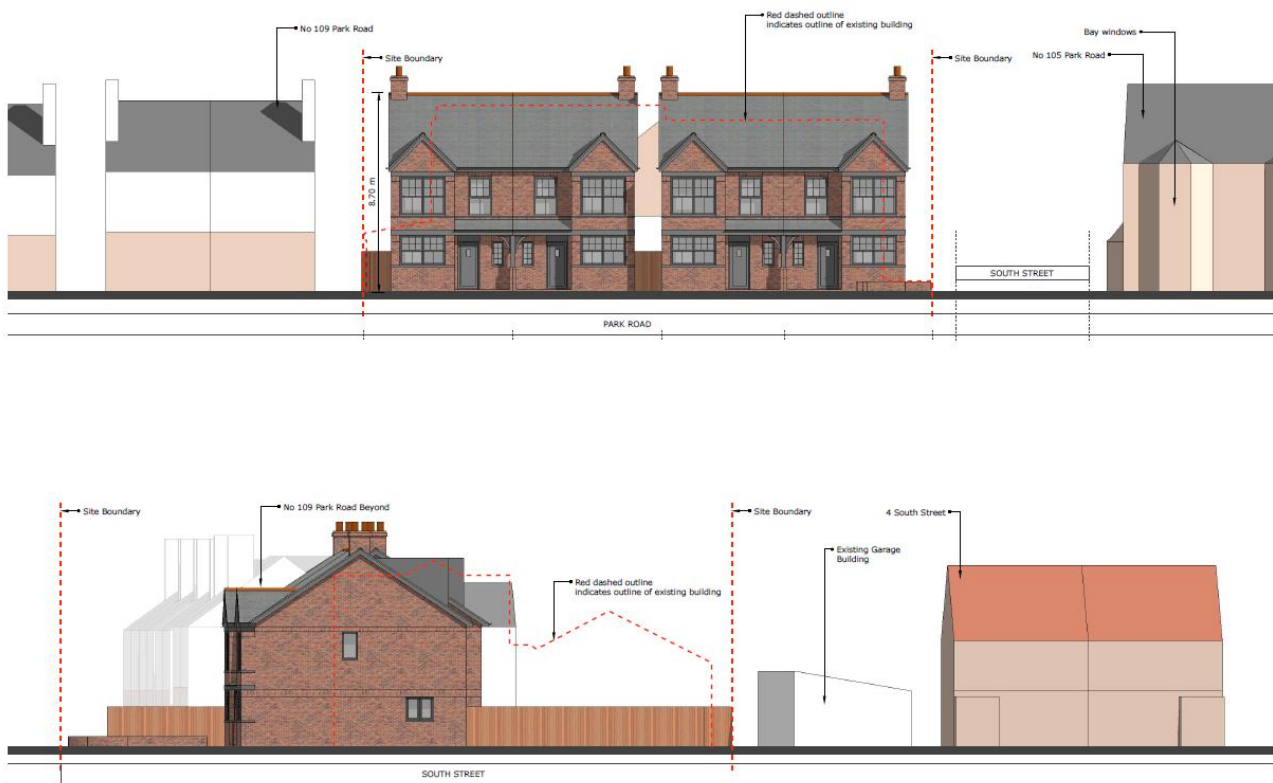 No 109 Park Road
Red dashed outline
indicates outline of existing building
Bay windows
Site Boundary
Site Boundary
No 105 Park Road
8.70 m
SOUTH STREET
PARK ROAD
Site Boundary
No 109 Park Road Beyond
Site Boundary
4 South Street
Existing Garage
Building
Red dashed outline
indicates outline of existing building
SOUTH STREET